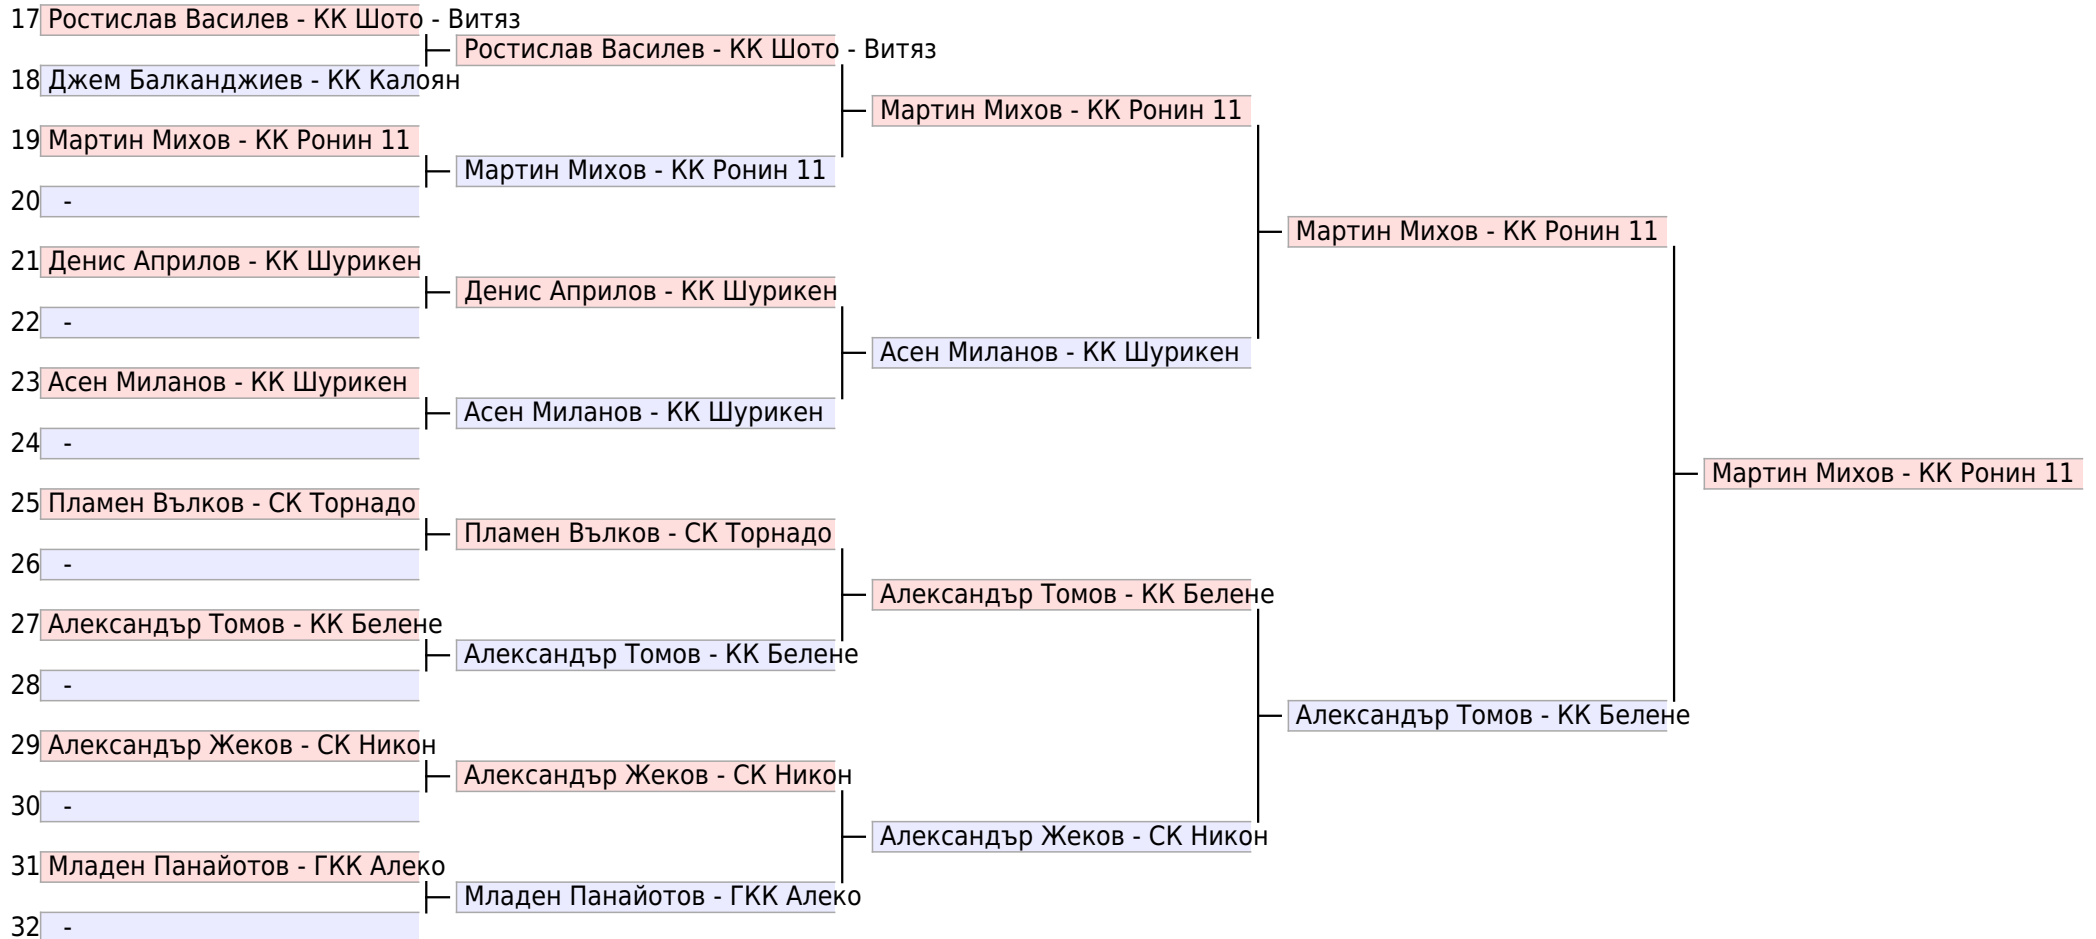 17 Ростислав Василев - КК Шото - Витяз
Ростислав Василев - КК Шото - Витяз
18 Джем Балканджиев - КК Калоян
Мартин Михов - КК Ронин 11
19 Мартин Михов - КК Ронин 11
Мартин Михов - КК Ронин 11
20 -
Мартин Михов - КК Ронин 11
21 Денис Априлов - КК Шурикен
Денис Априлов - КК Шурикен
22 -
Асен Миланов - КК Шурикен
23 Асен Миланов - КК Шурикен
Асен Миланов - КК Шурикен
24 -
Мартин Михов - КК Ронин 11
25 Пламен Вълков - СК Торнадо
Пламен Вълков - СК Торнадо
26 -
Александър Томов - КК Белене
27 Александър Томов - КК Белене
Александър Томов - КК Белене
28 -
Александър Томов - КК Белене
29 Александър Жеков - СК Никон
Александър Жеков - СК Никон
30 -
Александър Жеков - СК Никон
31 Младен Панайотов - ГКК Алеко
Младен Панайотов - ГКК Алеко
32 -